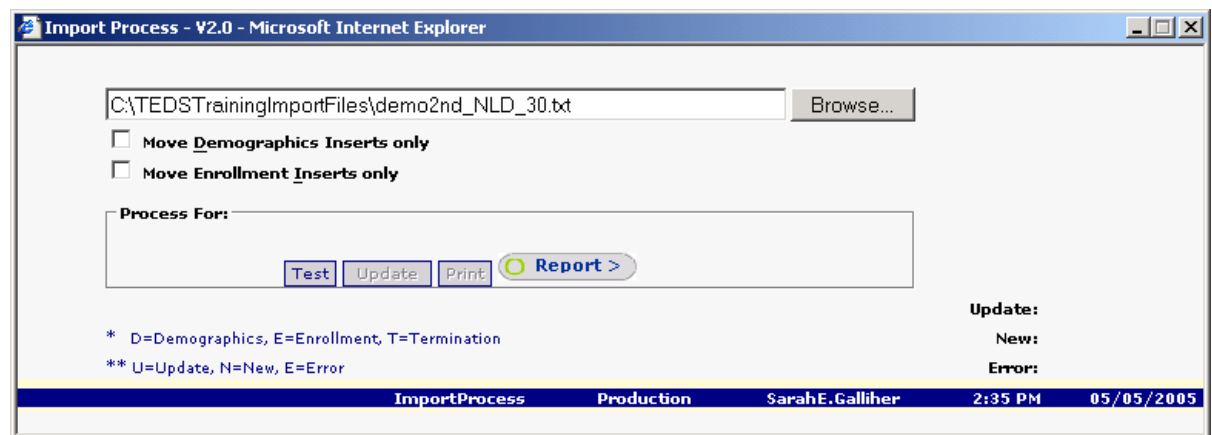 Import Process - V2.0 - Microsoft Internet Explorer
C:\TEDSTrainingImportFiles\demo2nd_NLD_30.txt Browse...
Move Demographics Inserts only
Move Enrollment Inserts only
Process For:
Test Update Print Report >
Update:
* D=Demographics, E=Enrollment, T=Termination New:
** U=Update, N=New, E=Error Error:
ImportProcess Production SarahE.Galliher 2:35 PM 05/05/2005